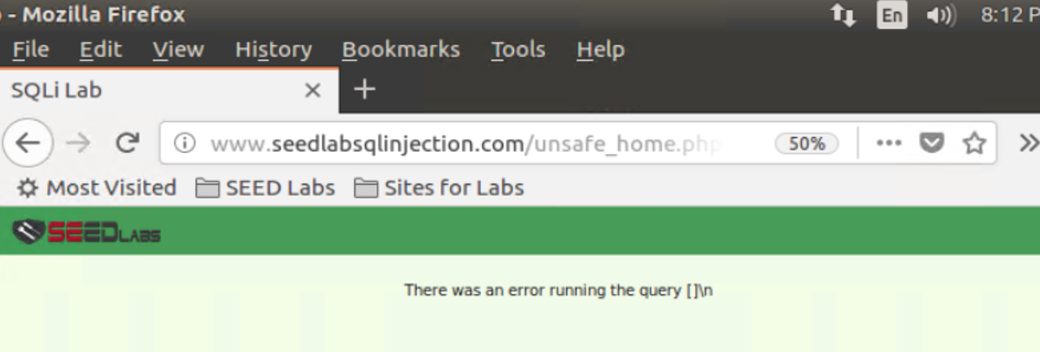 - Mozilla Firefox En 8:12 P
File Edit View History Bookmarks Tools Help
SQLi Lab
www.seedlabsqlinjection.com/unsafe_home.php 50%
Most Visited SEED Labs Sites for Labs
SEEDLABS
There was an error running the query []\n